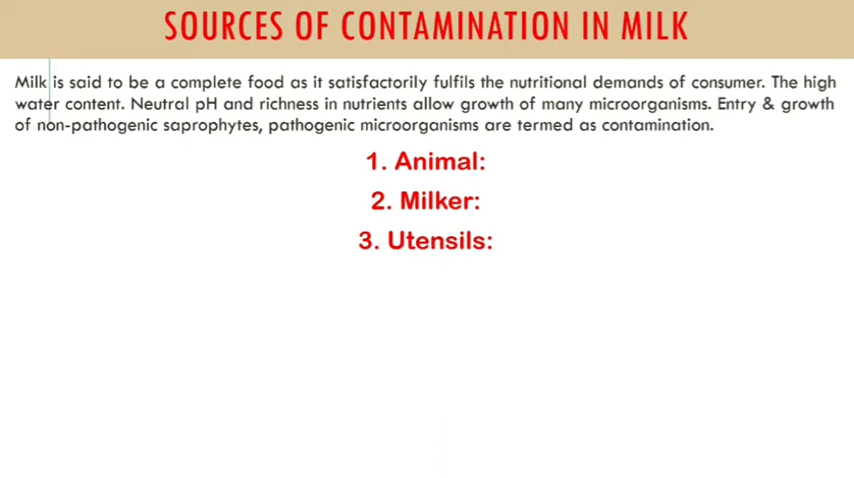 SOURCES OF CONTAMINATION IN MILK
Milk is said to be a complete food as it satisfactorily fulfils the nutritional demands of consumer. The high
water content. Neutral pH and richness in nutrients allow growth of many microorganisms. Entry & growth
of non-pathogenic saprophytes, pathogenic microorganisms are termed as contamination.
1. Animal:
2. Milker:
3. Utensils: